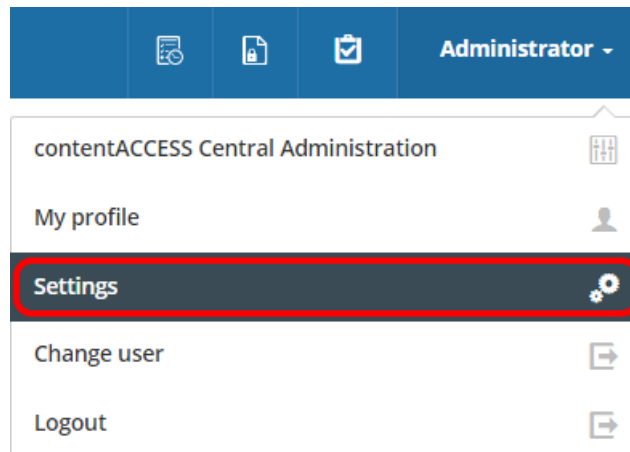 Administrator
contentACCESS Central Administration
My profile
Settings
Change user
Logout